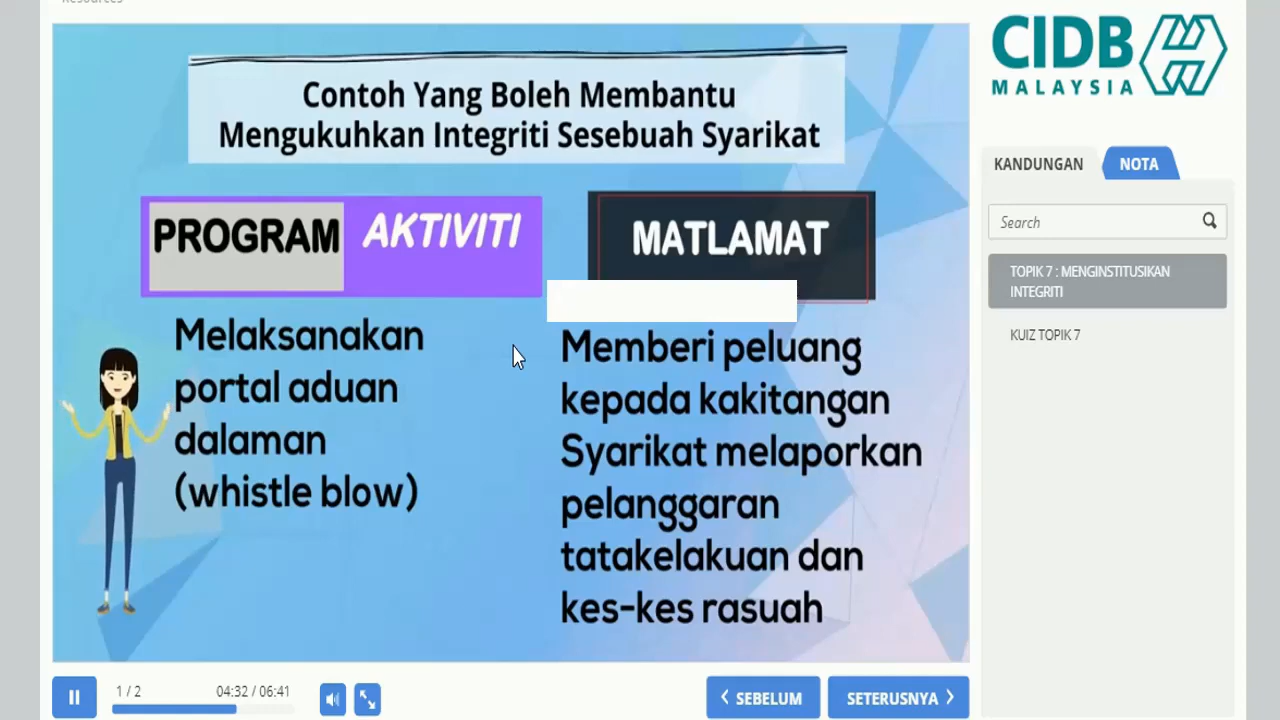 Resources
Contoh Yang Boleh Membantu
Mengukuhkan Integriti Sesebuah Syarikat
PROGRAM AKTIVITI
Melaksanakan
portal aduan
dalaman
(whistle blow)
MATLAMAT
Memberi peluang
kepada kakitangan
Syarikat melaporkan
pelanggaran
tatakelakuan dan
kes-kes rasuah
CIDB
MALAYSIA
KANDUNGAN
NOTA
Search
TOPIK 7 : MENGINSTITUSIKAN
INTEGRITI
KUIZ TOPIK 7
1 / 2
04:32 / 06:41
SEBELUM
SETERUSNYA